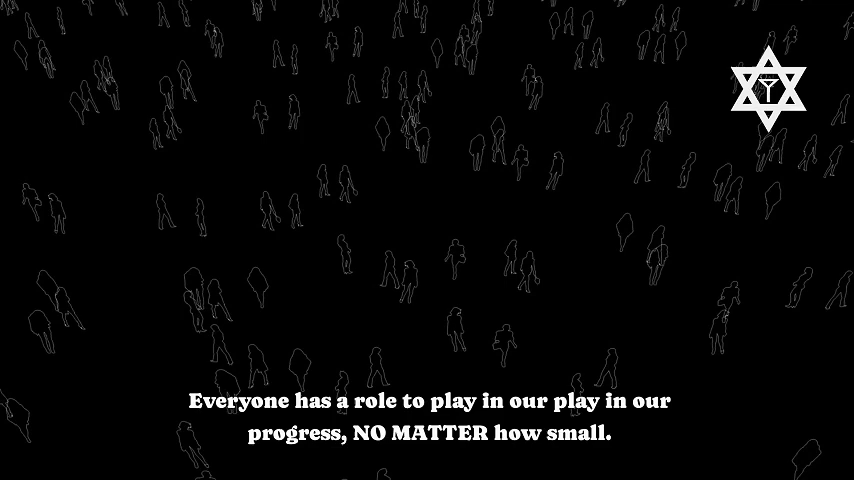 Everyone has a role to play in our play in our
progress, NO MATTER how small.